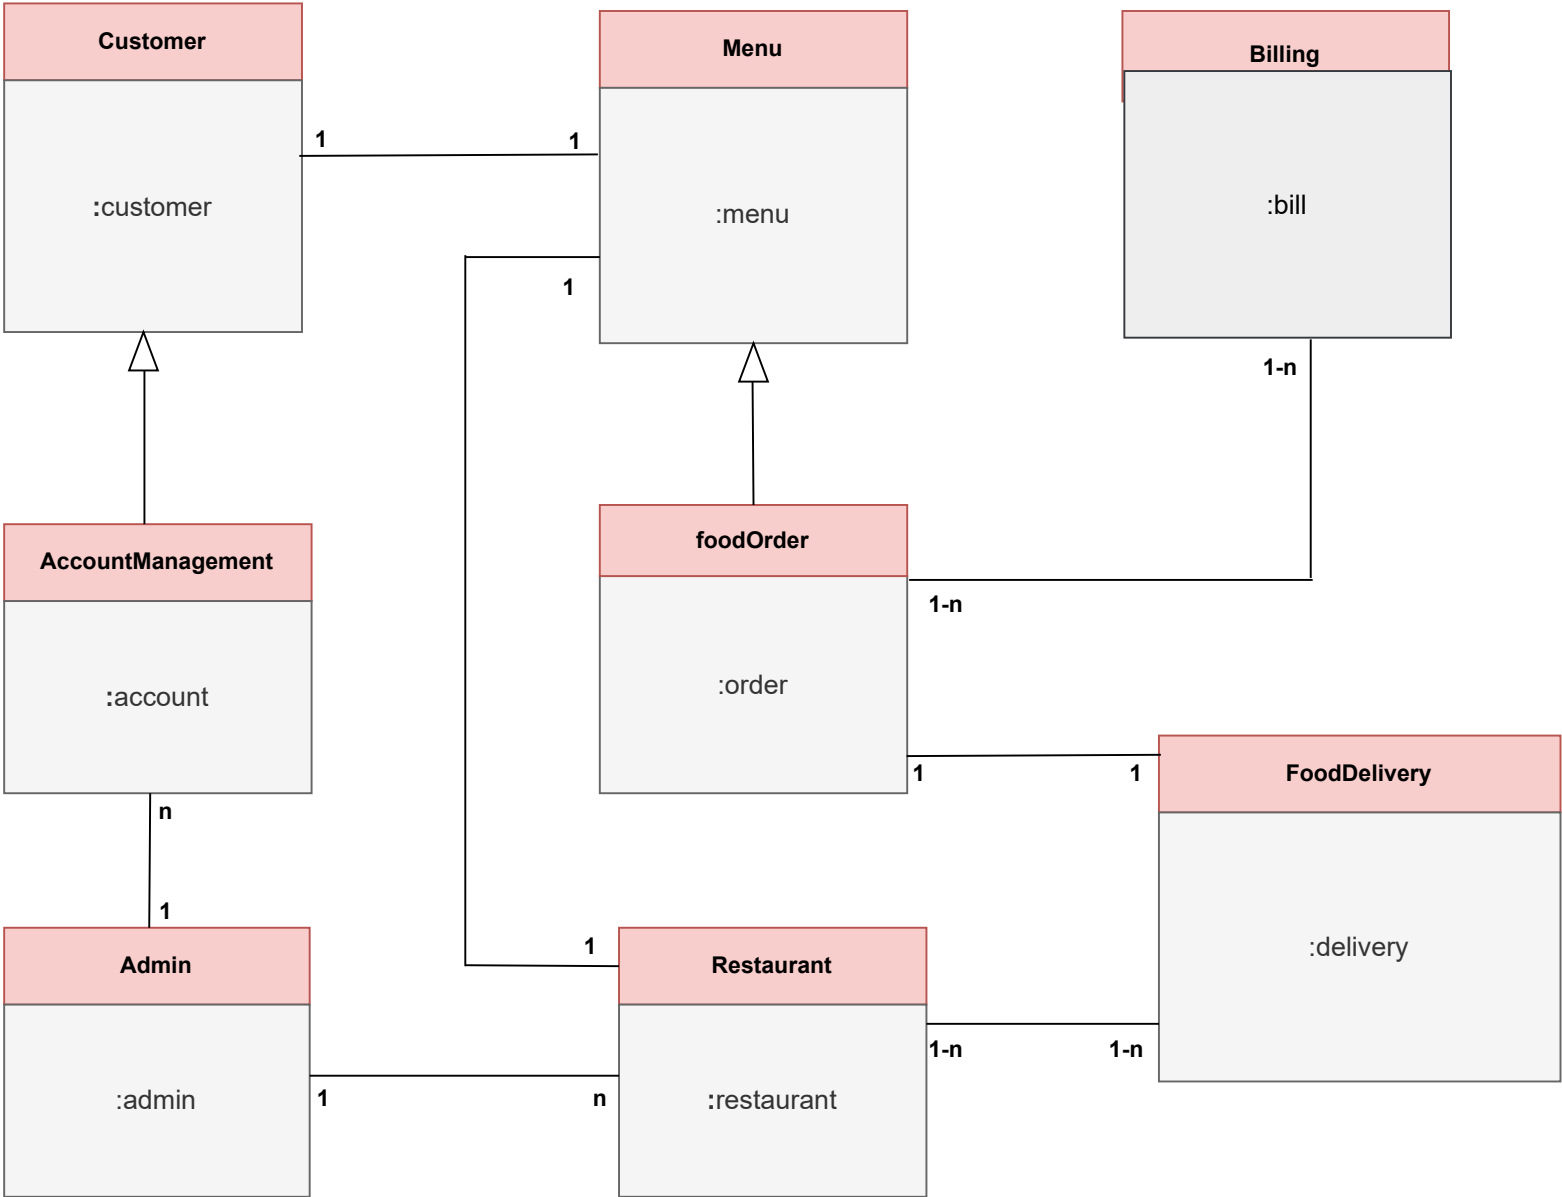 Customer
Menu
Billing
1
1
:customer
:menu
:bill
1
1-n
foodOrder
AccountManagement
1-n
:order
:account
1
1
FoodDelivery
n
1
1
Admin
Restaurant
:delivery
1-n
1-n
:admin
1
n
:restaurant